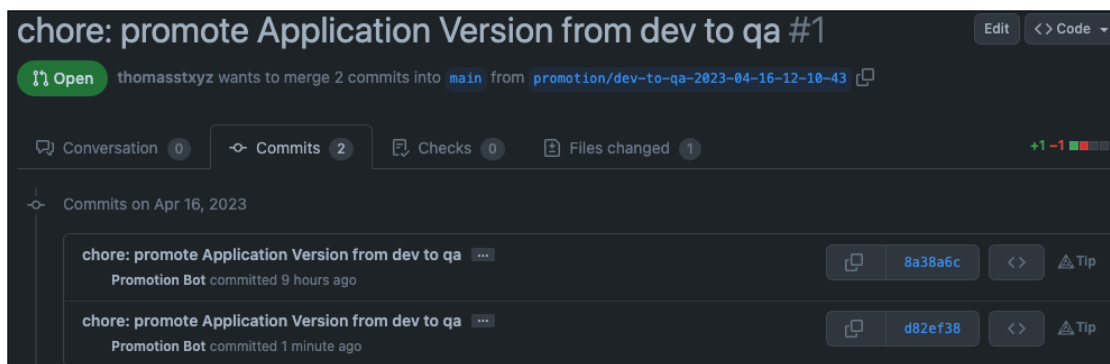 chore: promote Application Version from dev to qa #1
Edit
<> Code
Open
thomasstxyz wants to merge 2 commits into main from promotion/dev-to-qa-2023-04-16-12-10-43
Conversation 0
Commits 2
Checks 0
Files changed 1
+1 −1
Commits on Apr 16, 2023
chore: promote Application Version from dev to qa ...
8a38a6c
<>
Tip
Promotion Bot committed 9 hours ago
chore: promote Application Version from dev to qa ...
d82ef38
<>
Tip
Promotion Bot committed 1 minute ago